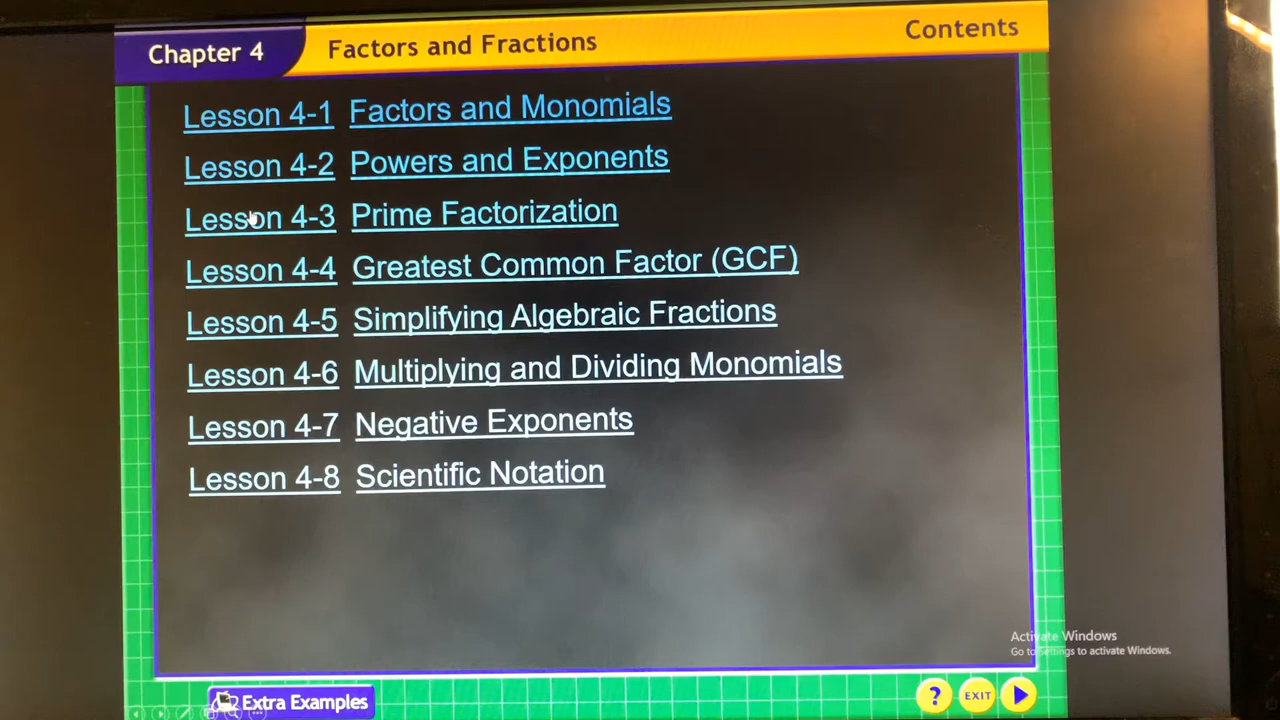 Chapter 4 Factors and Fractions Contents
Lesson 4-1 Factors and Monomials
Lesson 4-2 Powers and Exponents
Lesson 4-3 Prime Factorization
Lesson 4-4 Greatest Common Factor (GCF)
Lesson 4-5 Simplifying Algebraic Fractions
Lesson 4-6 Multiplying and Dividing Monomials
Lesson 4-7 Negative Exponents
Lesson 4-8 Scientific Notation
Activate Windows
Go to Settings to activate Windows.
Extra Examples ? EXIT